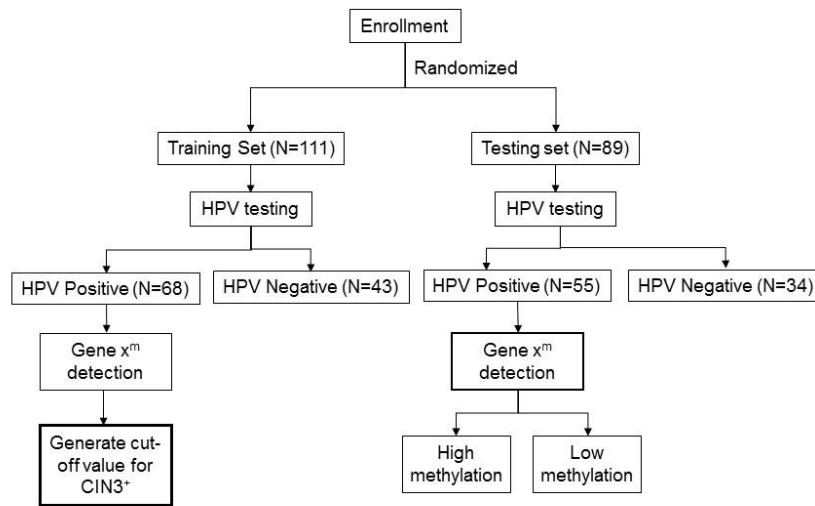 Enrollment
Randomized
Training Set (N=111)
Testing set (N=89)
HPV testing
HPV testing
HPV Positive (N=68)
HPV Negative (N=43)
HPV Positive (N=55)
HPV Negative (N=34)
Gene xᵐ
detection
Gene xᵐ
detection
Generate cut-
off value for
CIN3⁺
High
methylation
Low
methylation